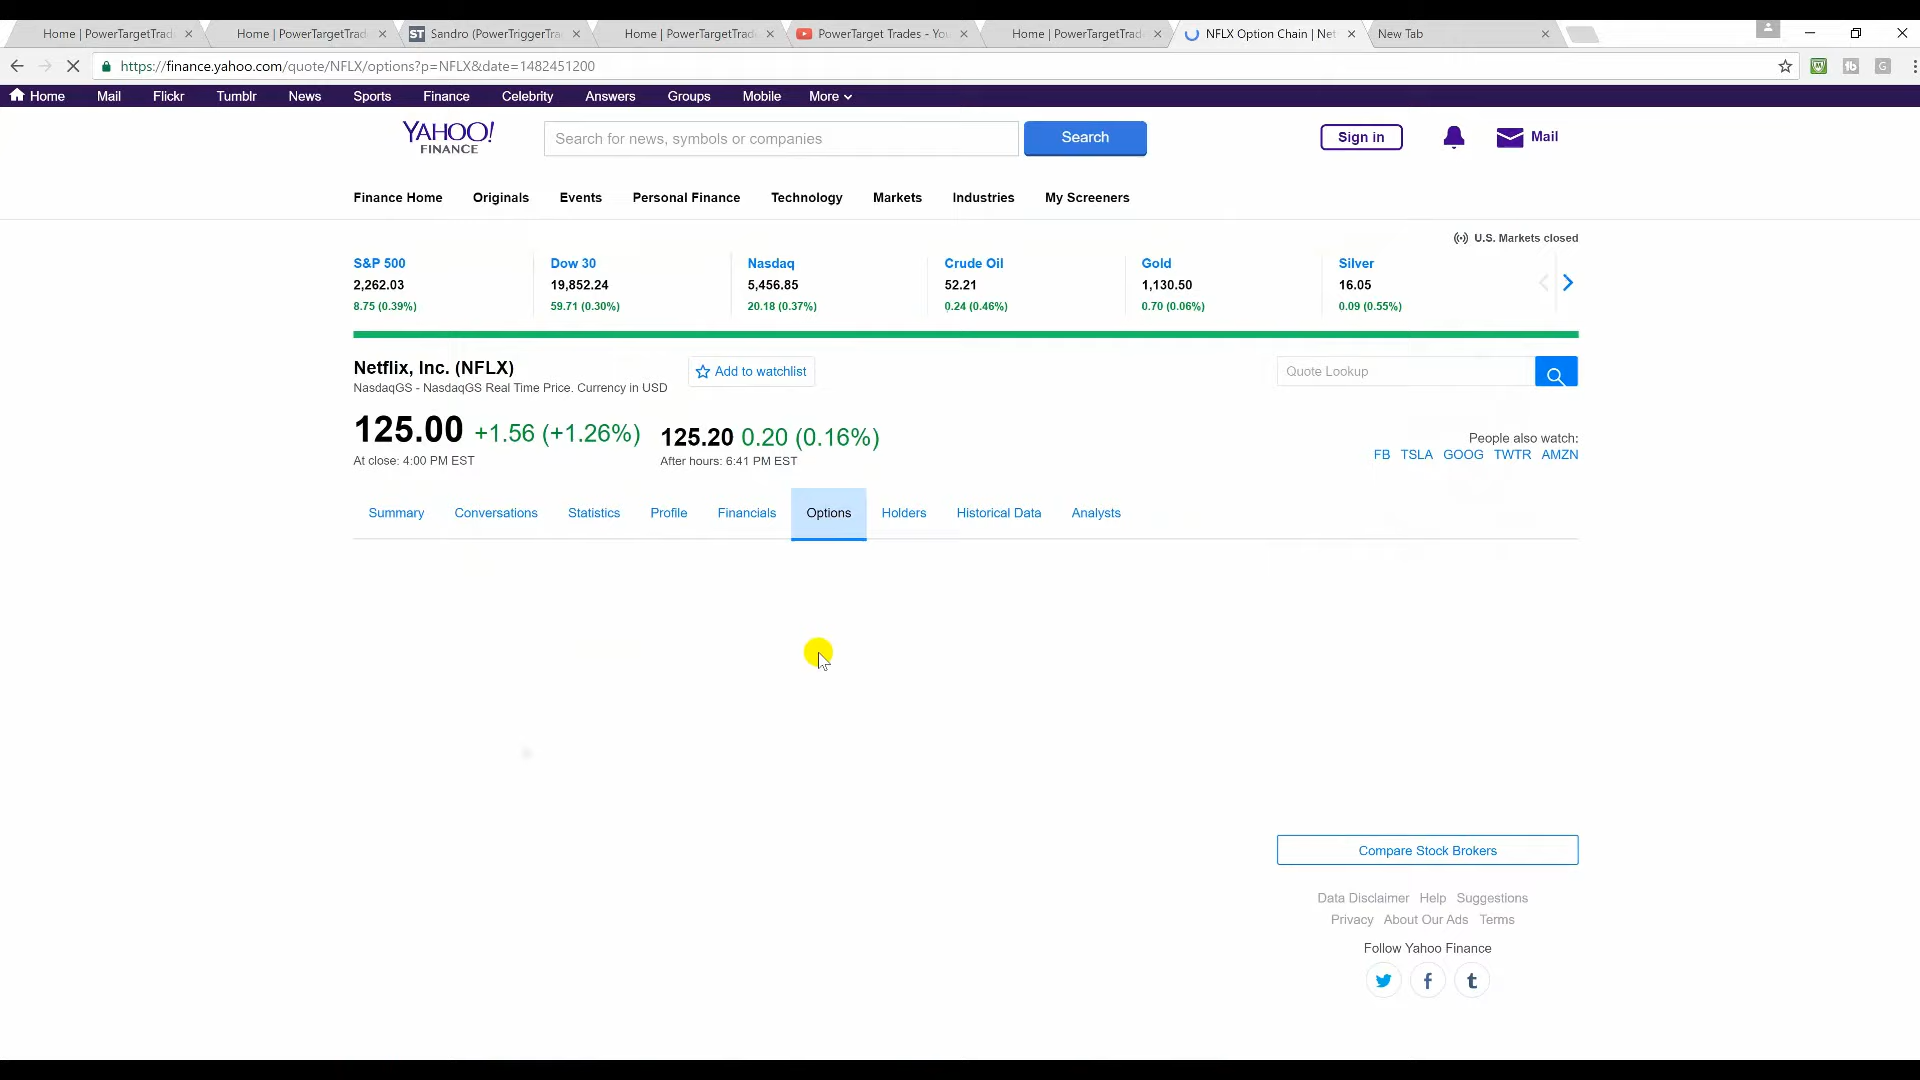 Home | PowerTargetTrad
Home | PowerTargetTrad
ST Sandro (PowerTriggerTra
Home | PowerTargetTrad
PowerTarget Trades - You
Home | PowerTargetTrad
NFLX Option Chain | Net
New Tab
https://finance.yahoo.com/quote/NFLX/options?p=NFLX&date=1482451200
Home Mail Flickr Tumblr News Sports Finance Celebrity Answers Groups Mobile More
YAHOO!
FINANCE
Search for news, symbols or companies
Search
Sign in
Mail
Finance Home Originals Events Personal Finance Technology Markets Industries My Screeners
U.S. Markets closed
S&P 500 Dow 30 Nasdaq Crude Oil Gold Silver
2,262.03 19,852.24 5,456.85 52.21 1,130.50 16.05
8.75 (0.39%) 59.71 (0.30%) 20.18 (0.37%) 0.24 (0.46%) 0.70 (0.06%) 0.09 (0.55%)
Netflix, Inc. (NFLX)
NasdaqGS - NasdaqGS Real Time Price. Currency in USD
Add to watchlist
Quote Lookup
125.00 +1.56 (+1.26%) 125.20 0.20 (0.16%)
At close: 4:00 PM EST After hours: 6:41 PM EST
People also watch:
FB TSLA GOOG TWTR AMZN
Summary Conversations Statistics Profile Financials Options Holders Historical Data Analysts
Compare Stock Brokers
Data Disclaimer Help Suggestions
Privacy About Our Ads Terms
Follow Yahoo Finance